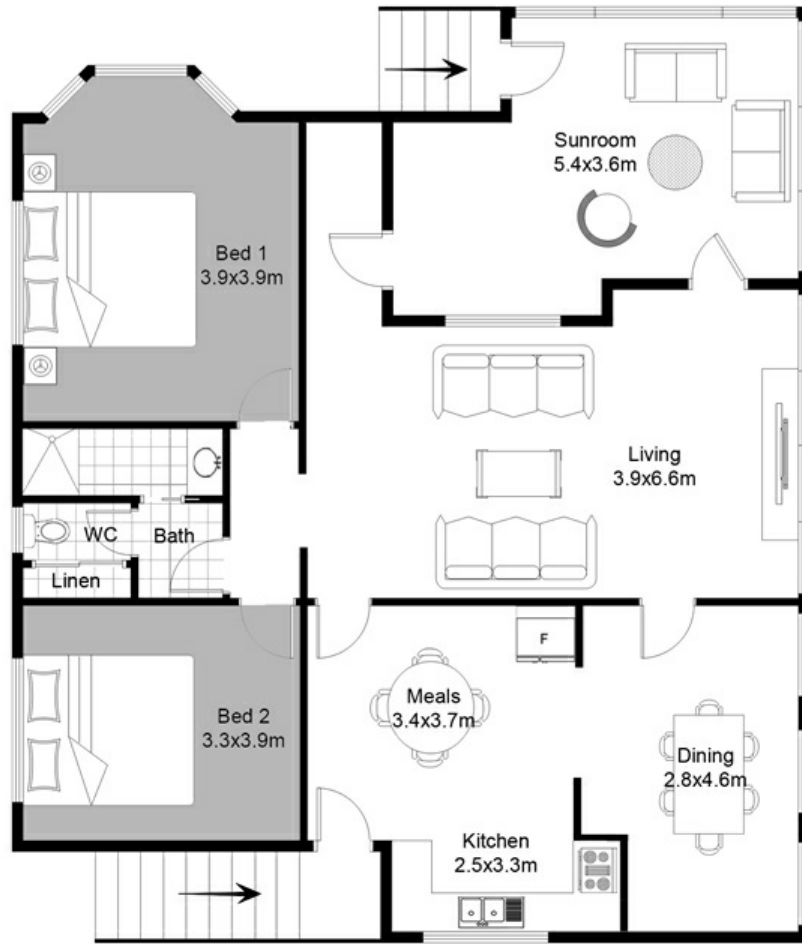 Sunroom
5.4x3.6m
Bed 1
3.9x3.9m
Living
3.9x6.6m
WC
Bath
Linen
F
Meals
3.4x3.7m
Bed 2
3.3x3.9m
Dining
2.8x4.6m
Kitchen
2.5x3.3m